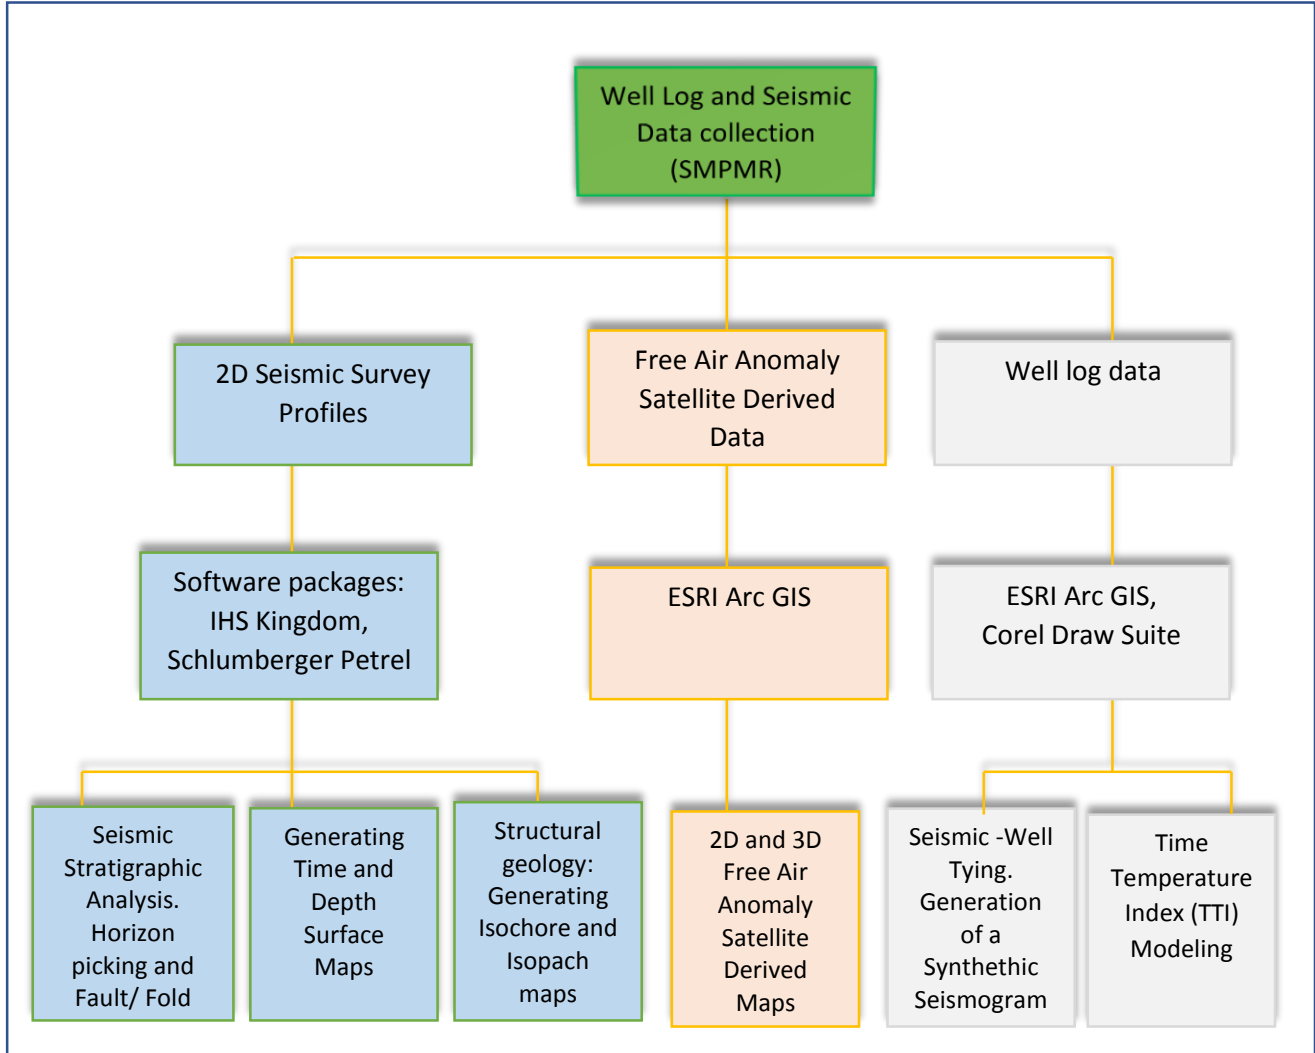 Well Log and Seismic
Data collection
(SMPMR)
2D Seismic Survey
Profiles
Free Air Anomaly
Satellite Derived
Data
Well log data
Software packages:
IHS Kingdom,
Schlumberger Petrel
ESRI Arc GIS
ESRI Arc GIS,
Corel Draw Suite
Seismic
Stratigraphic
Analysis.
Horizon
picking and
Fault/ Fold
Generating
Time and
Depth
Surface
Maps
Structural
geology:
Generating
Isochore and
Isopach
maps
2D and 3D
Free Air
Anomaly
Satellite
Derived
Maps
Seismic -Well
Tying.
Generation
of a
Synthethic
Seismogram
Time
Temperature
Index (TTI)
Modeling